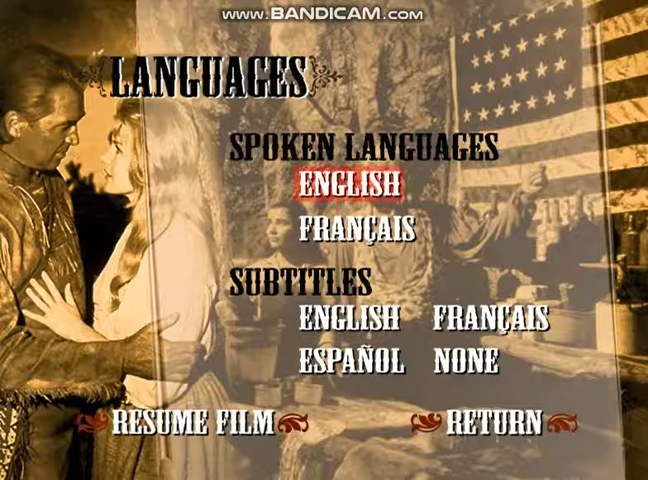 www.BANDICAM.com
LANGUAGES
SPOKEN LANGUAGES
ENGLISH
FRANÇAIS
SUBTITLES
ENGLISH FRANÇAIS
ESPAÑOL NONE
RESUME FILM RETURN